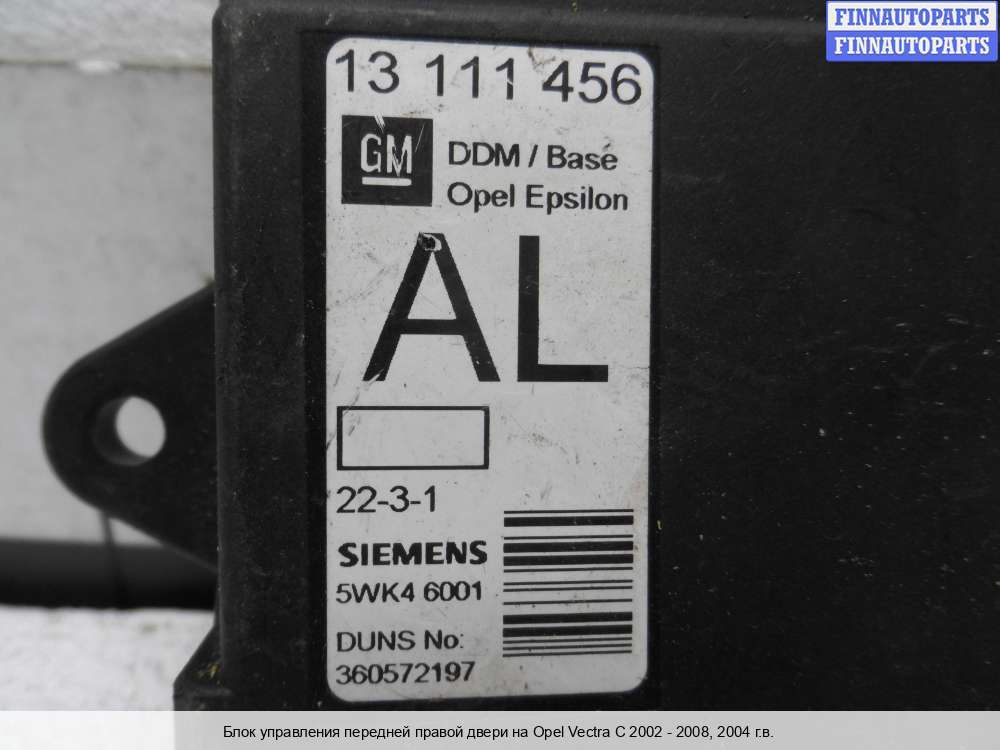 FINNAUTOPARTS
FINNAUTOPARTS
13 111 456
GM
DDM / Base
Opel Epsilon
AL
22-3-1
SIEMENS
5WK4 6001
DUNS No:
360572197
Блок управления передней правой двери на Opel Vectra C 2002 - 2008, 2004 г.в.